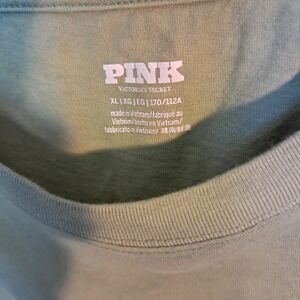 PINK
VICTORIA'S SECRET
XL | XG | EG | 170/112A
made in Vietnam/fabriqué au
Vietnam/hecho en Vietnam/
fabbricato in Vietnam/ 越南制造